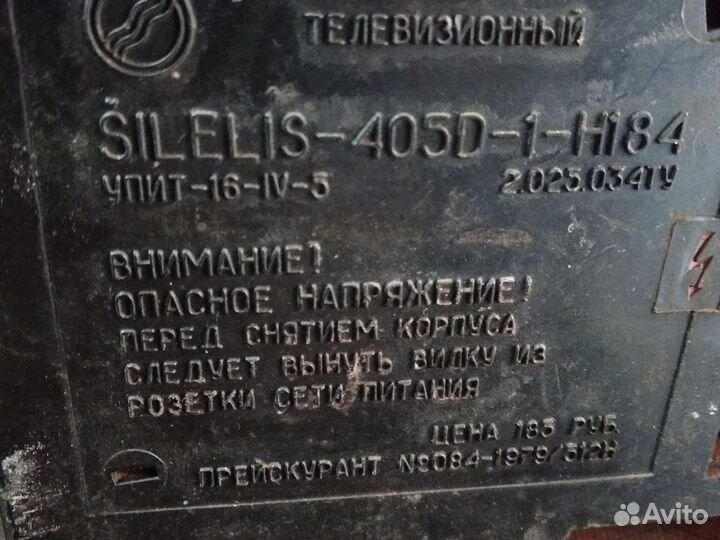 ТЕЛЕВИЗИОННЫЙ
ŠILELIS-405D-1-H184
УПИТ-16-IV-5 2.025.034ТУ
ВНИМАНИЕ!
ОПАСНОЕ НАПРЯЖЕНИЕ!
ПЕРЕД СНЯТИЕМ КОРПУСА
СЛЕДУЕТ ВЫНУТЬ ВИЛКУ ИЗ
РОЗЕТКИ СЕТИ ПИТАНИЯ
ЦЕНА 185 РУБ
ПРЕЙСКУРАНТ №084-1979/512Н
Avito